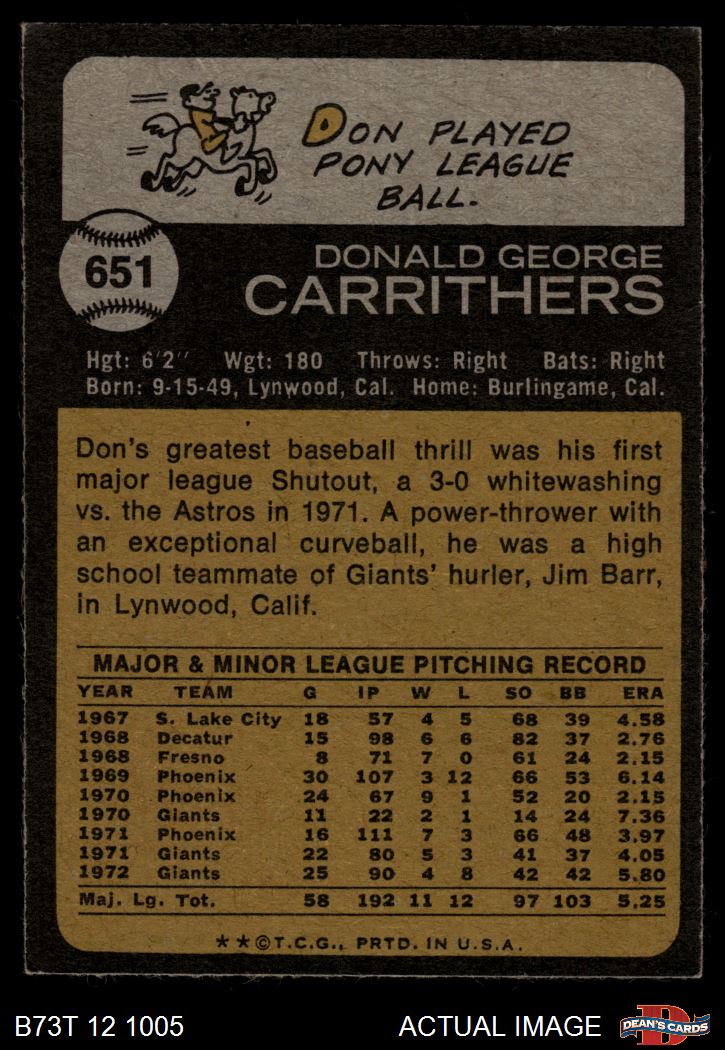 DON PLAYED
PONY LEAGUE
BALL.
651
DONALD GEORGE
CARRITHERS
Hgt: 6'2" Wgt: 180 Throws: Right Bats: Right
Born: 9-15-49, Lynwood, Cal. Home: Burlingame, Cal.
Don's greatest baseball thrill was his first
major league Shutout, a 3-0 whitewashing
vs. the Astros in 1971. A power-thrower with
an exceptional curveball, he was a high
school teammate of Giants' hurler, Jim Barr,
in Lynwood, Calif.
MAJOR & MINOR LEAGUE PITCHING RECORD
YEAR TEAM G IP W L SO BB ERA
1967 S. Lake City 18 57 4 5 68 39 4.58
1968 Decatur 15 98 6 6 82 37 2.76
1968 Fresno 8 71 7 0 61 24 2.15
1969 Phoenix 30 107 3 12 66 53 6.14
1970 Phoenix 24 67 9 1 52 20 2.15
1970 Giants 11 22 2 1 14 24 7.36
1971 Phoenix 16 111 7 3 66 48 3.97
1971 Giants 22 80 5 3 41 37 4.05
1972 Giants 25 90 4 8 42 42 5.80
Maj. Lg. Tot. 58 192 11 12 97 103 5.25
★★©T.C.G., PRTD. IN U.S.A.
B73T 12 1005 ACTUAL IMAGE D DEAN'S CARDS